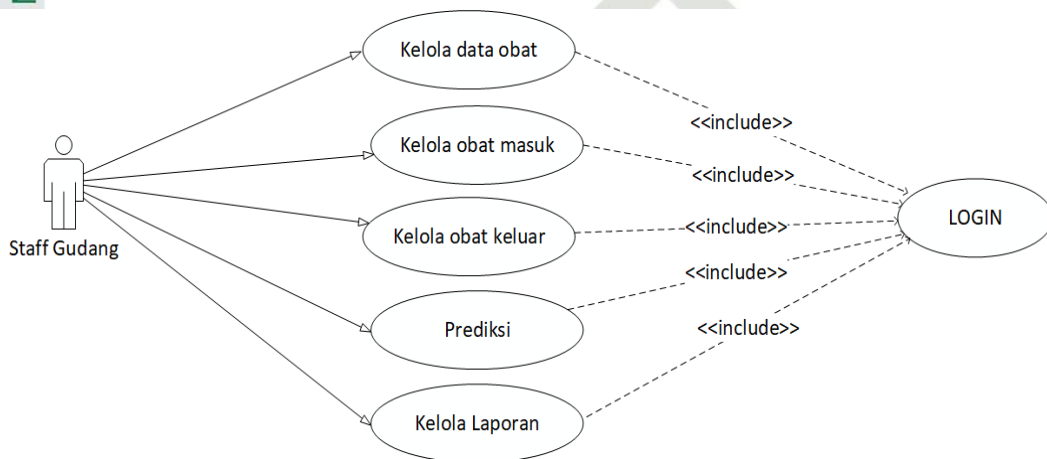 Kelola data obat
<<include>>
Kelola obat masuk
<<include>>
Staff Gudang
Kelola obat keluar
<<include>>
LOGIN
<<include>>
Prediksi
<<include>>
Kelola Laporan